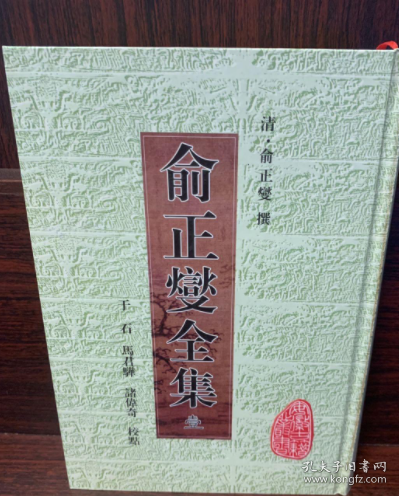 清·俞正燮 撰
俞正燮全集
壹
于石 馬君驊 諸偉奇 校點
孔夫子旧书网
kongfz.com